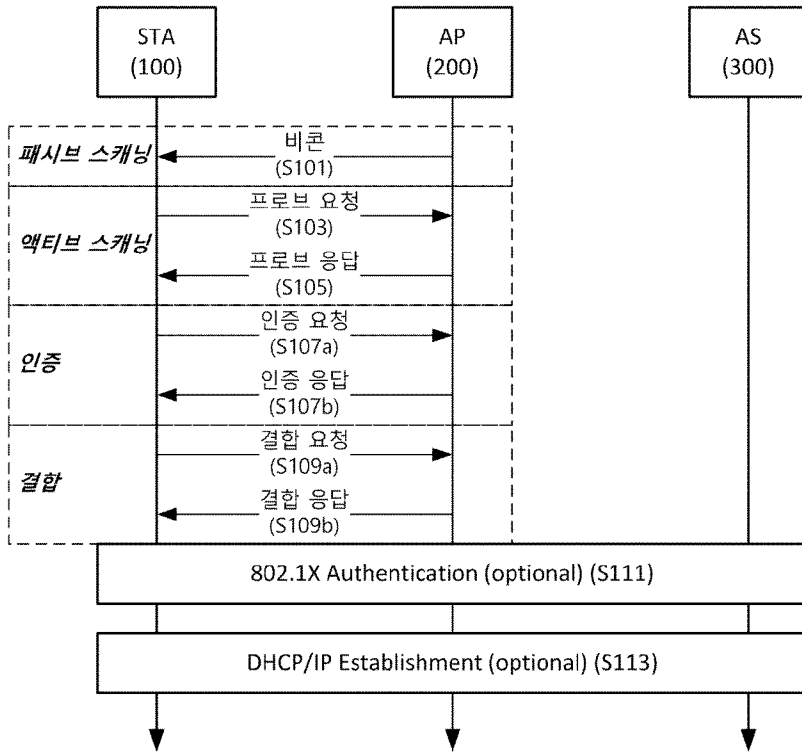 STA
(100)
AP
(200)
AS
(300)
패시브 스캐닝
비콘
(S101)
액티브 스캐닝
프로브 요청
(S103)
프로브 응답
(S105)
인증
인증 요청
(S107a)
인증 응답
(S107b)
결합
결합 요청
(S109a)
결합 응답
(S109b)
802.1X Authentication (optional) (S111)
DHCP/IP Establishment (optional) (S113)